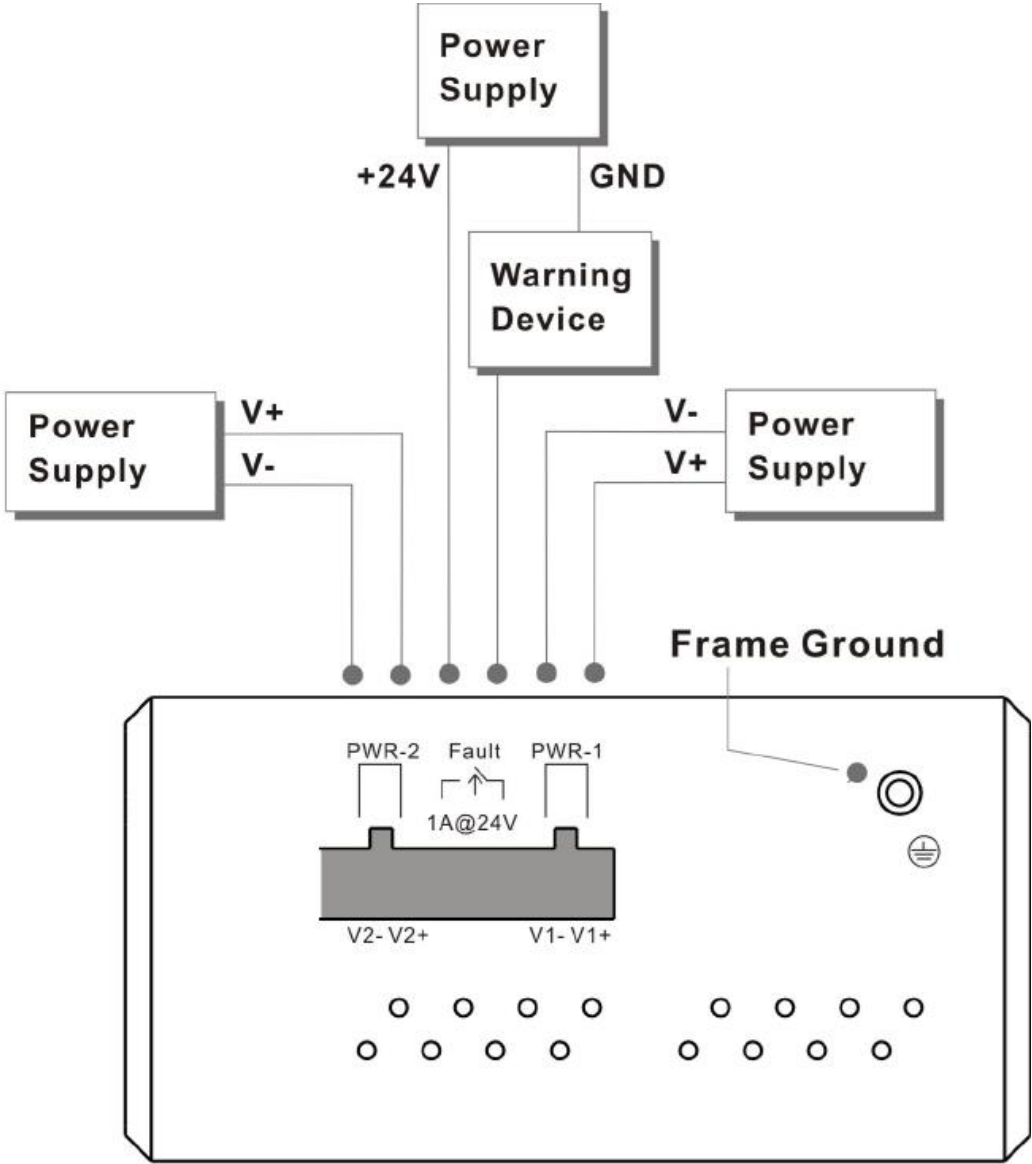 Power
Supply
+24V
GND
Warning
Device
Power
Supply
V+
V-
V-
V+
Power
Supply
Frame Ground
PWR-2
Fault
PWR-1
1A@24V
V2- V2+
V1- V1+